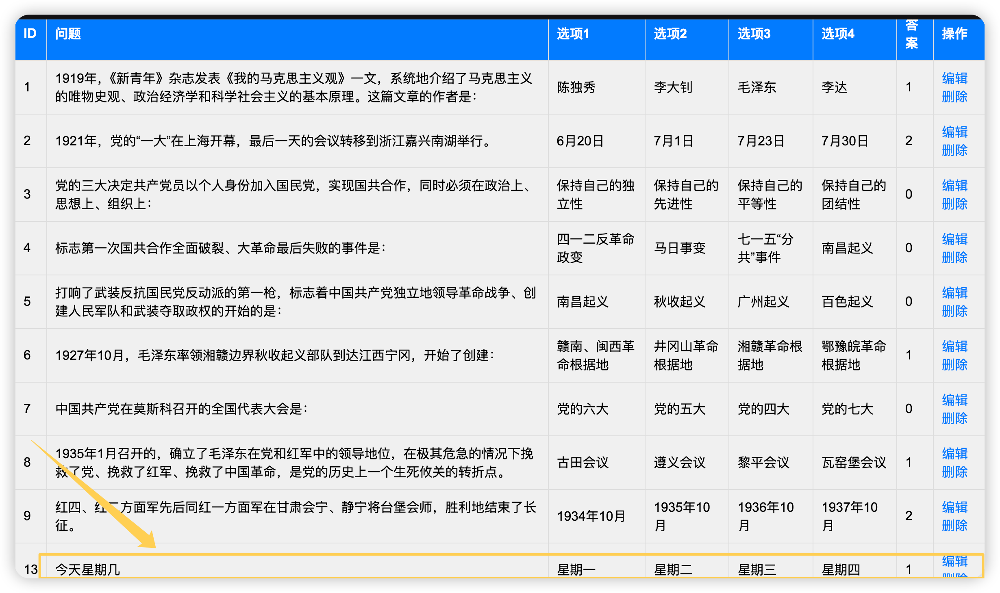 ID 问题 选项1 选项2 选项3 选项4 答案 操作
1 1919年，《新青年》杂志发表《我的马克思主义观》一文，系统地介绍了马克思主义的唯物史观、政治经济学和科学社会主义的基本原理。这篇文章的作者是： 陈独秀 李大钊 毛泽东 李达 1 编辑 删除
2 1921年，党的“一大”在上海开幕，最后一天的会议转移到浙江嘉兴南湖举行。 6月20日 7月1日 7月23日 7月30日 2 编辑 删除
3 党的三大决定共产党员以个人身份加入国民党，实现国共合作，同时必须在政治上、思想上、组织上： 保持自己的独立性 保持自己的先进性 保持自己的平等性 保持自己的团结性 0 编辑 删除
4 标志第一次国共合作全面破裂、大革命最后失败的事件是： 四一二反革命政变 马日事变 七一五“分共”事件 南昌起义 0 编辑 删除
5 打响了武装反抗国民党反动派的第一枪，标志着中国共产党独立地领导革命战争、创建人民军队和武装夺取政权的开始的是： 南昌起义 秋收起义 广州起义 百色起义 0 编辑 删除
6 1927年10月，毛泽东率领湘赣边界秋收起义部队到达江西宁冈，开始了创建： 赣南、闽西革命根据地 井冈山革命根据地 湘赣革命根据地 鄂豫皖革命根据地 1 编辑 删除
7 中国共产党在莫斯科召开的全国代表大会是： 党的六大 党的五大 党的四大 党的七大 0 编辑 删除
8 1935年1月召开的，确立了毛泽东在党和红军中的领导地位，在极其危急的情况下挽救了党、挽救了红军、挽救了中国革命，是党的历史上一个生死攸关的转折点。 古田会议 遵义会议 黎平会议 瓦窑堡会议 1 编辑 删除
9 红四、红二方面军先后同红一方面军在甘肃会宁、静宁将台堡会师，胜利地结束了长征。 1934年10月 1935年10月 1936年10月 1937年10月 2 编辑 删除
13 今天星期几 星期一 星期二 星期三 星期四 1 编辑 删除